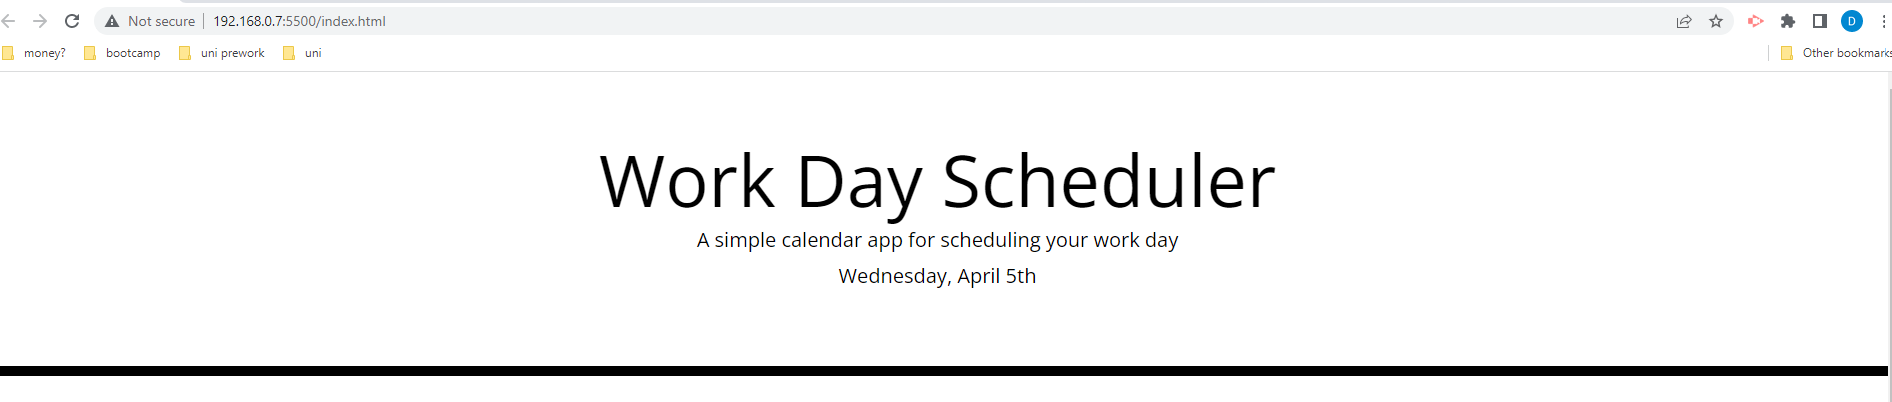 Not secure 192.168.0.7:5500/index.html D
money? bootcamp uni prework uni Other bookmarks
Work Day Scheduler
A simple calendar app for scheduling your work day
Wednesday, April 5th